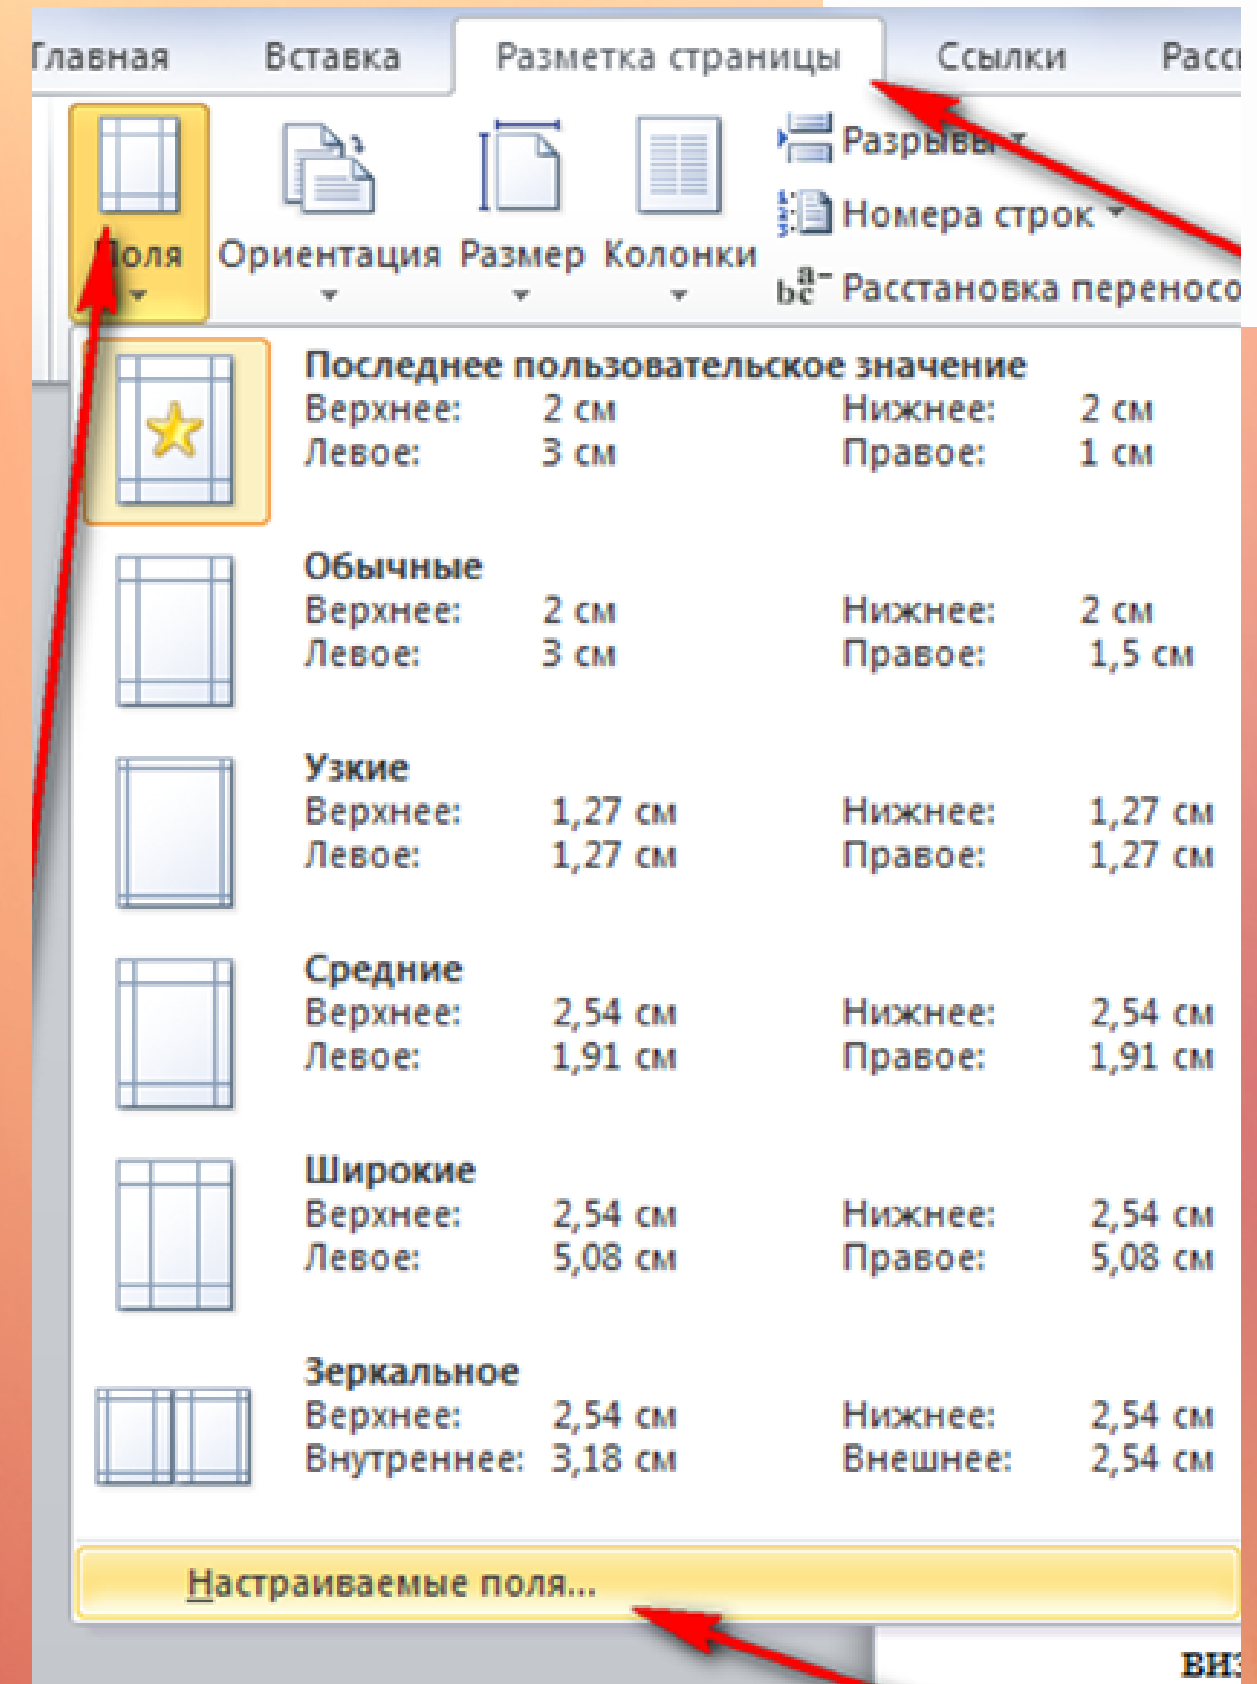 Главная Вставка Разметка страницы Ссылки
Разрывы
Номера строк
Поля Ориентация Размер Колонки
Расстановка переносо
Последнее пользовательское значение
Верхнее: 2 см Нижнее: 2 см
Левое: 3 см Правое: 1 см
Обычные
Верхнее: 2 см Нижнее: 2 см
Левое: 3 см Правое: 1,5 см
Узкие
Верхнее: 1,27 см Нижнее: 1,27 см
Левое: 1,27 см Правое: 1,27 см
Средние
Верхнее: 2,54 см Нижнее: 2,54 см
Левое: 1,91 см Правое: 1,91 см
Широкие
Верхнее: 2,54 см Нижнее: 2,54 см
Левое: 5,08 см Правое: 5,08 см
Зеркальное
Верхнее: 2,54 см Нижнее: 2,54 см
Внутреннее: 3,18 см Внешнее: 2,54 см
Настраиваемые поля...